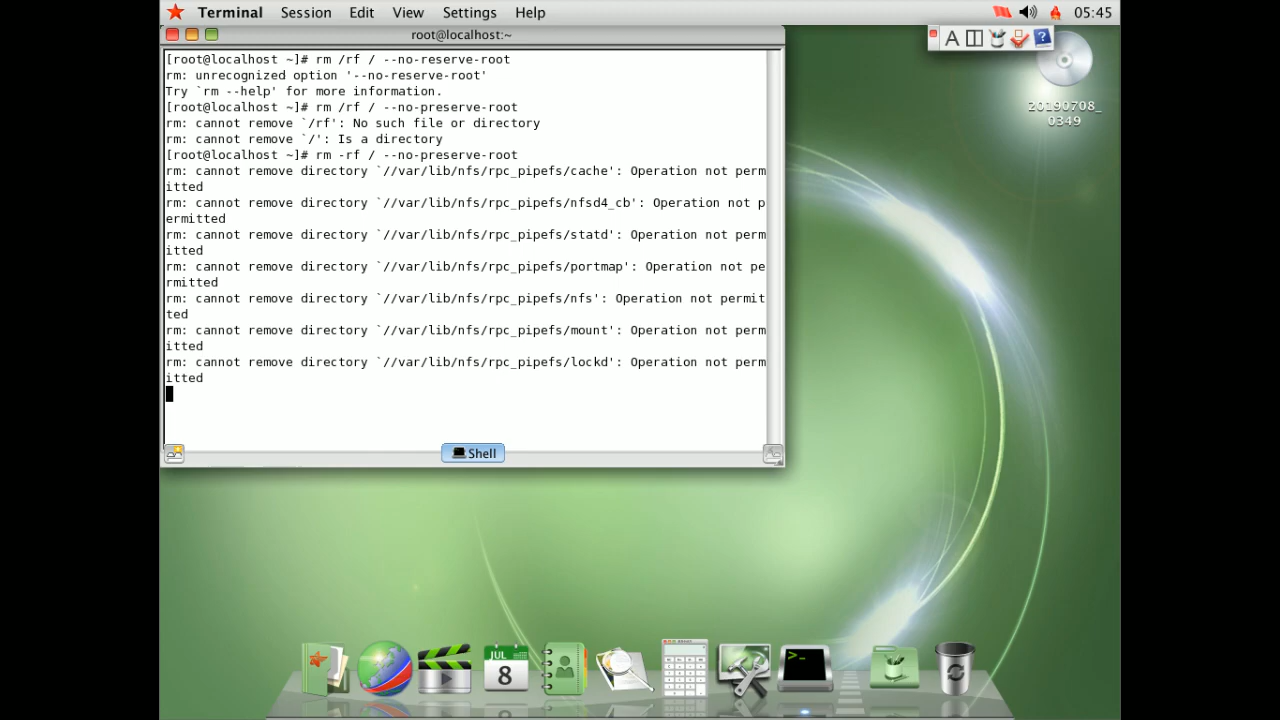 Terminal Session Edit View Settings Help 05:45
root@localhost:~
[root@localhost ~]# rm /rf / --no-reserve-root
rm: unrecognized option '--no-reserve-root'
Try `rm --help' for more information.
[root@localhost ~]# rm /rf / --no-preserve-root
rm: cannot remove `/rf': No such file or directory
rm: cannot remove `/': Is a directory
[root@localhost ~]# rm -rf / --no-preserve-root
rm: cannot remove directory `//var/lib/nfs/rpc_pipefs/cache': Operation not perm
itted
rm: cannot remove directory `//var/lib/nfs/rpc_pipefs/nfsd4_cb': Operation not p
ermitted
rm: cannot remove directory `//var/lib/nfs/rpc_pipefs/statd': Operation not perm
itted
rm: cannot remove directory `//var/lib/nfs/rpc_pipefs/portmap': Operation not pe
rmitted
rm: cannot remove directory `//var/lib/nfs/rpc_pipefs/nfs': Operation not permit
ted
rm: cannot remove directory `//var/lib/nfs/rpc_pipefs/mount': Operation not perm
itted
rm: cannot remove directory `//var/lib/nfs/rpc_pipefs/lockd': Operation not perm
itted
Shell
A
?
20190708_
0349
JUL
8
>_